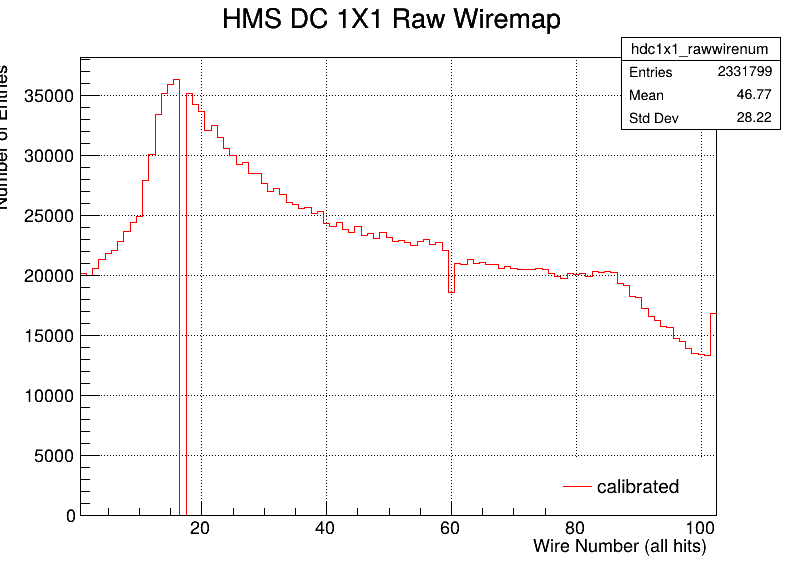 HMS DC 1X1 Raw Wiremap
hdc1x1_rawwirenum
Entries 2331799
Mean 46.77
Std Dev 28.22
Number of Entries
35000
30000
25000
20000
15000
10000
5000
0
calibrated
20 40 60 80 100
Wire Number (all hits)